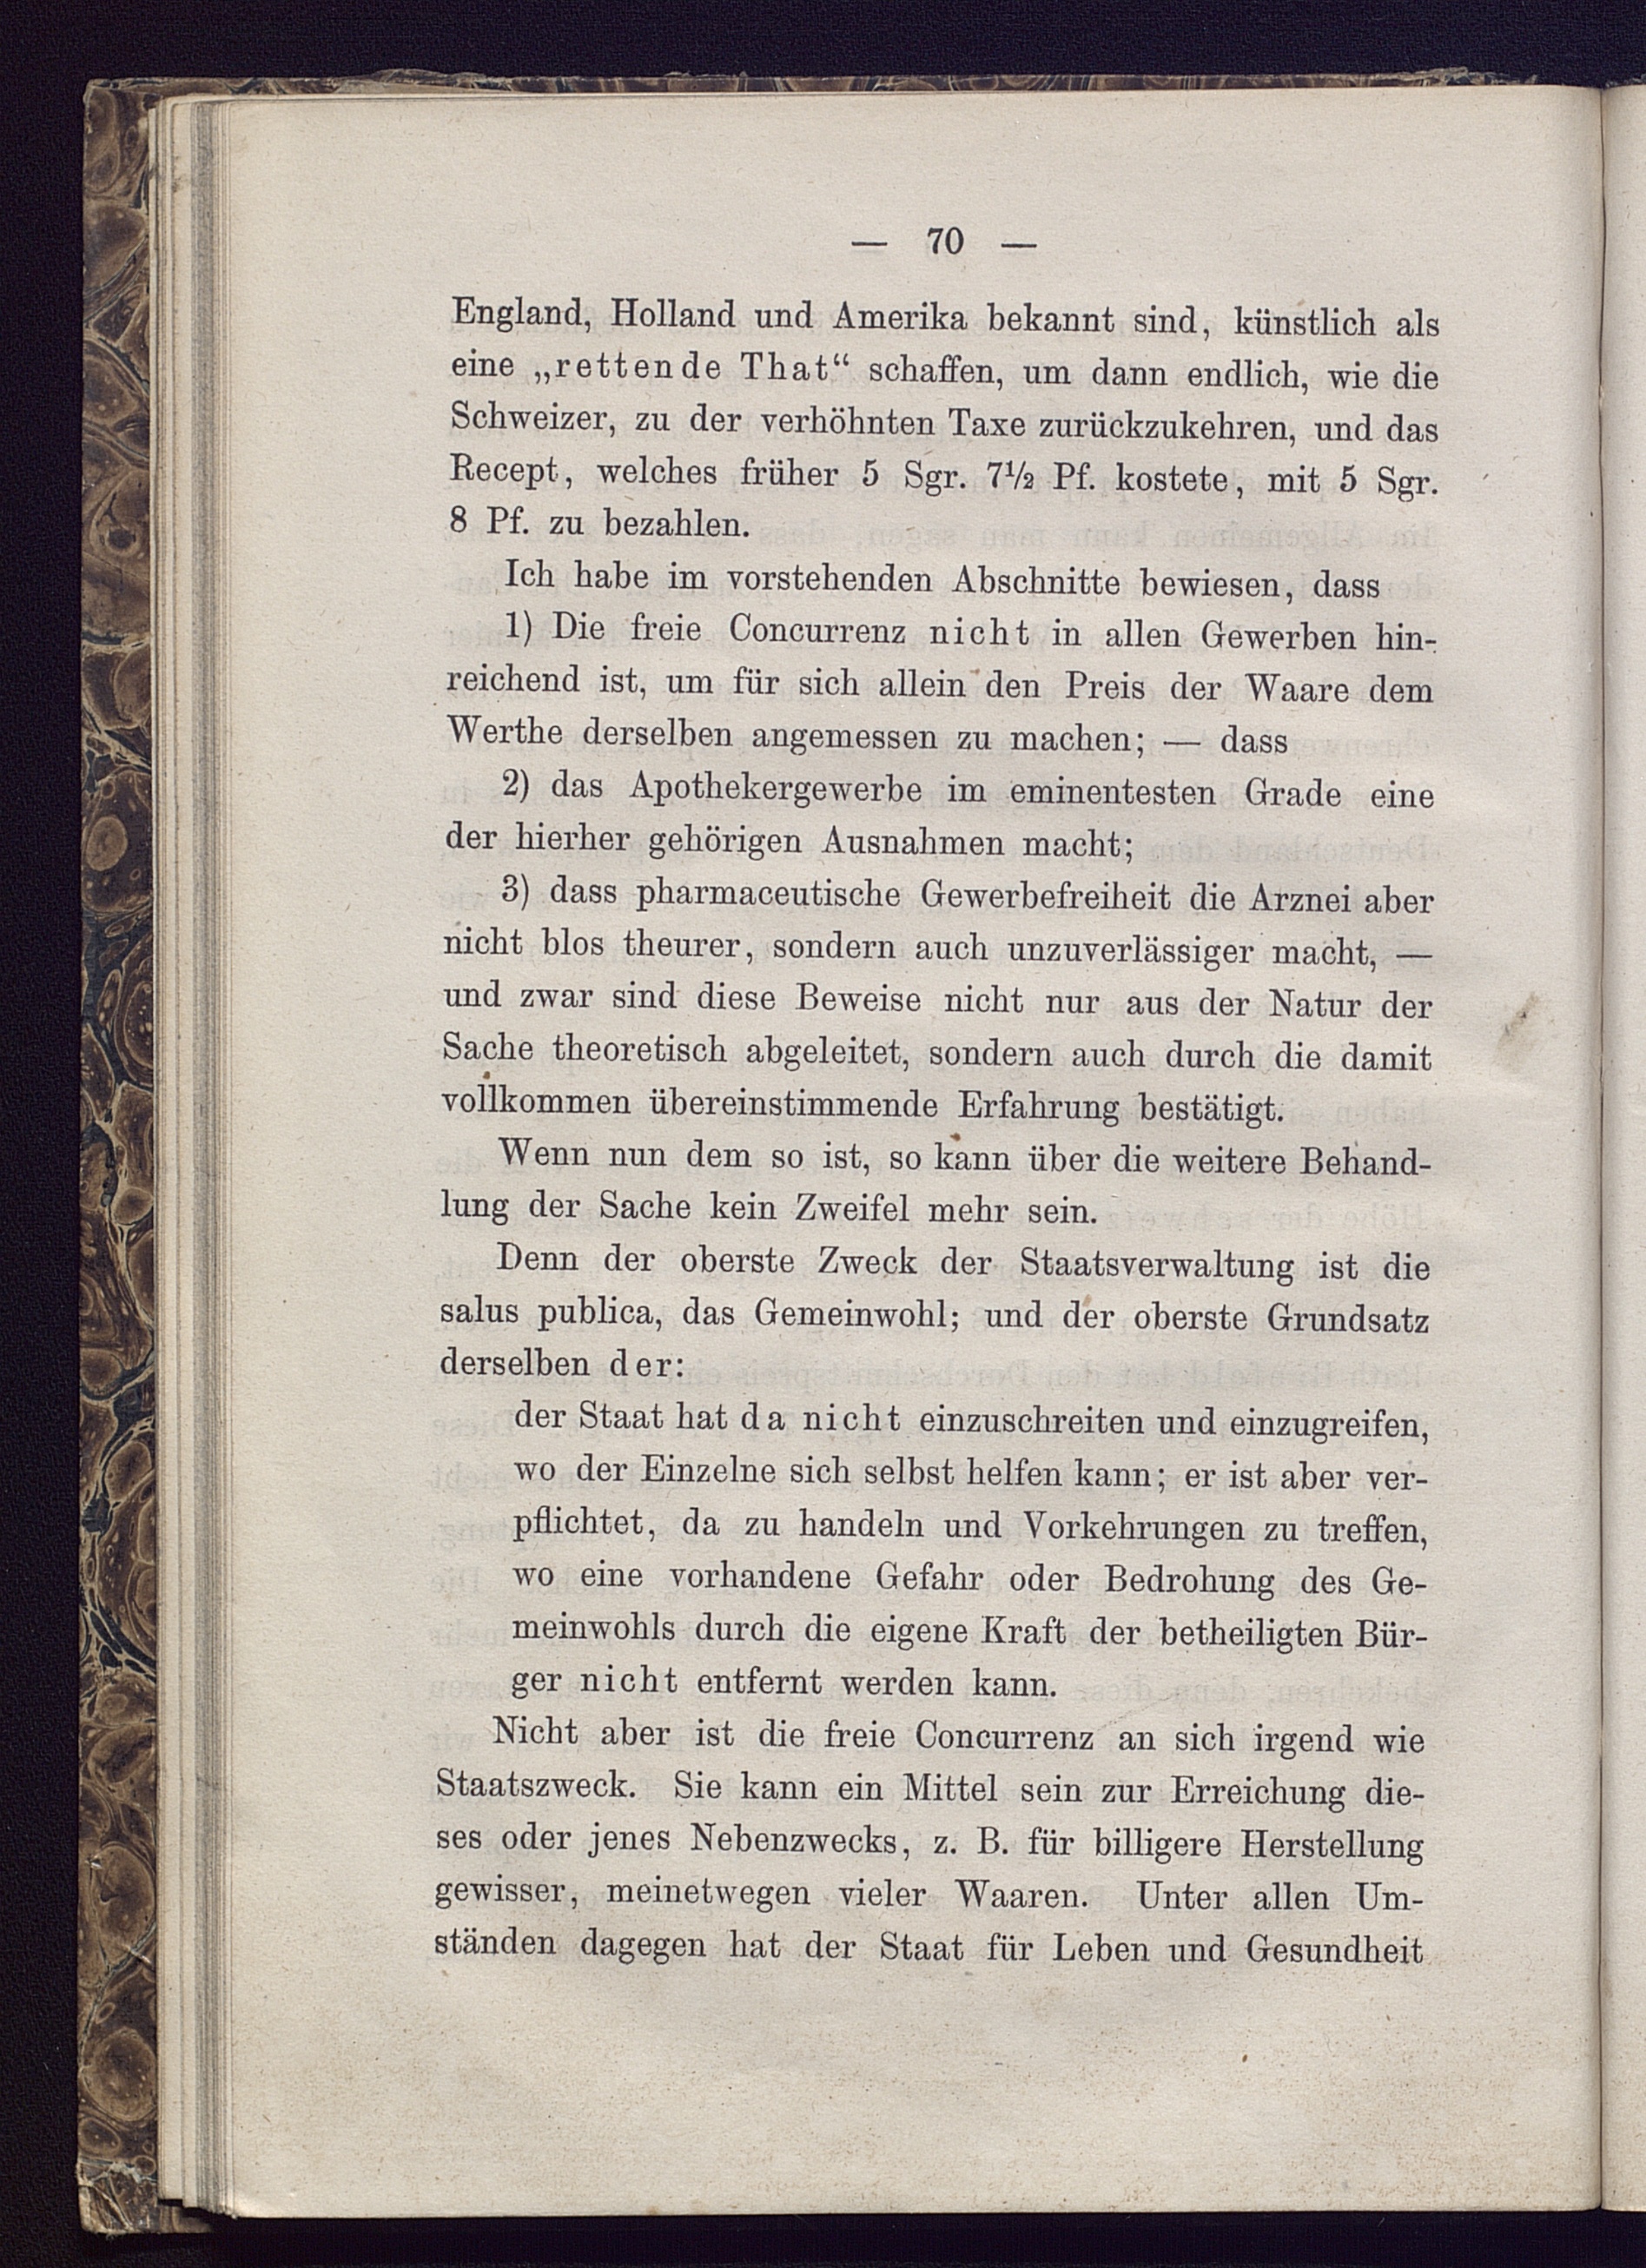 — 70 —
England, Holland und Amerika bekannt sind, künstlich als
eine „rettende That“ schaffen, um dann endlich, wie die
Schweizer, zu der verhöhnten Taxe zurückzukehren, und das
Recept, welches früher 5 Sgr. 7½ Pf. kostete, mit 5 Sgr.
8 Pf. zu bezahlen.
Ich habe im vorstehenden Abschnitte bewiesen, dass
1) Die freie Concurrenz nicht in allen Gewerben hin-
reichend ist, um für sich allein den Preis der Waare dem
Werthe derselben angemessen zu machen; — dass
2) das Apothekergewerbe im eminentesten Grade eine
der hierher gehörigen Ausnahmen macht;
3) dass pharmaceutische Gewerbefreiheit die Arznei aber
nicht blos theurer, sondern auch unzuverlässiger macht, —
und zwar sind diese Beweise nicht nur aus der Natur der
Sache theoretisch abgeleitet, sondern auch durch die damit
vollkommen übereinstimmende Erfahrung bestätigt.
Wenn nun dem so ist, so kann über die weitere Behand-
lung der Sache kein Zweifel mehr sein.
Denn der oberste Zweck der Staatsverwaltung ist die
salus publica, das Gemeinwohl; und der oberste Grundsatz
derselben der:
der Staat hat da nicht einzuschreiten und einzugreifen,
wo der Einzelne sich selbst helfen kann; er ist aber ver-
pflichtet, da zu handeln und Vorkehrungen zu treffen,
wo eine vorhandene Gefahr oder Bedrohung des Ge-
meinwohls durch die eigene Kraft der betheiligten Bür-
ger nicht entfernt werden kann.
Nicht aber ist die freie Concurrenz an sich irgend wie
Staatszweck. Sie kann ein Mittel sein zur Erreichung die-
ses oder jenes Nebenzwecks, z. B. für billigere Herstellung
gewisser, meinetwegen vieler Waaren. Unter allen Um-
ständen dagegen hat der Staat für Leben und Gesundheit